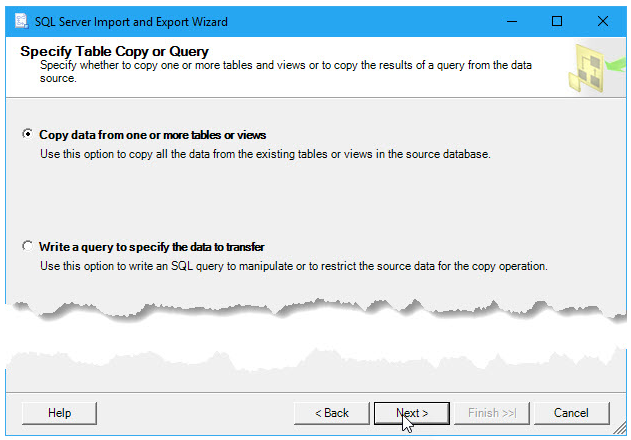 SQL Server Import and Export Wizard
Specify Table Copy or Query
Specify whether to copy one or more tables and views or to copy the results of a query from the data
source.
Copy data from one or more tables or views
Use this option to copy all the data from the existing tables or views in the source database.
Write a query to specify the data to transfer
Use this option to write an SQL query to manipulate or to restrict the source data for the copy operation.
Help < Back Next > Finish >>| Cancel